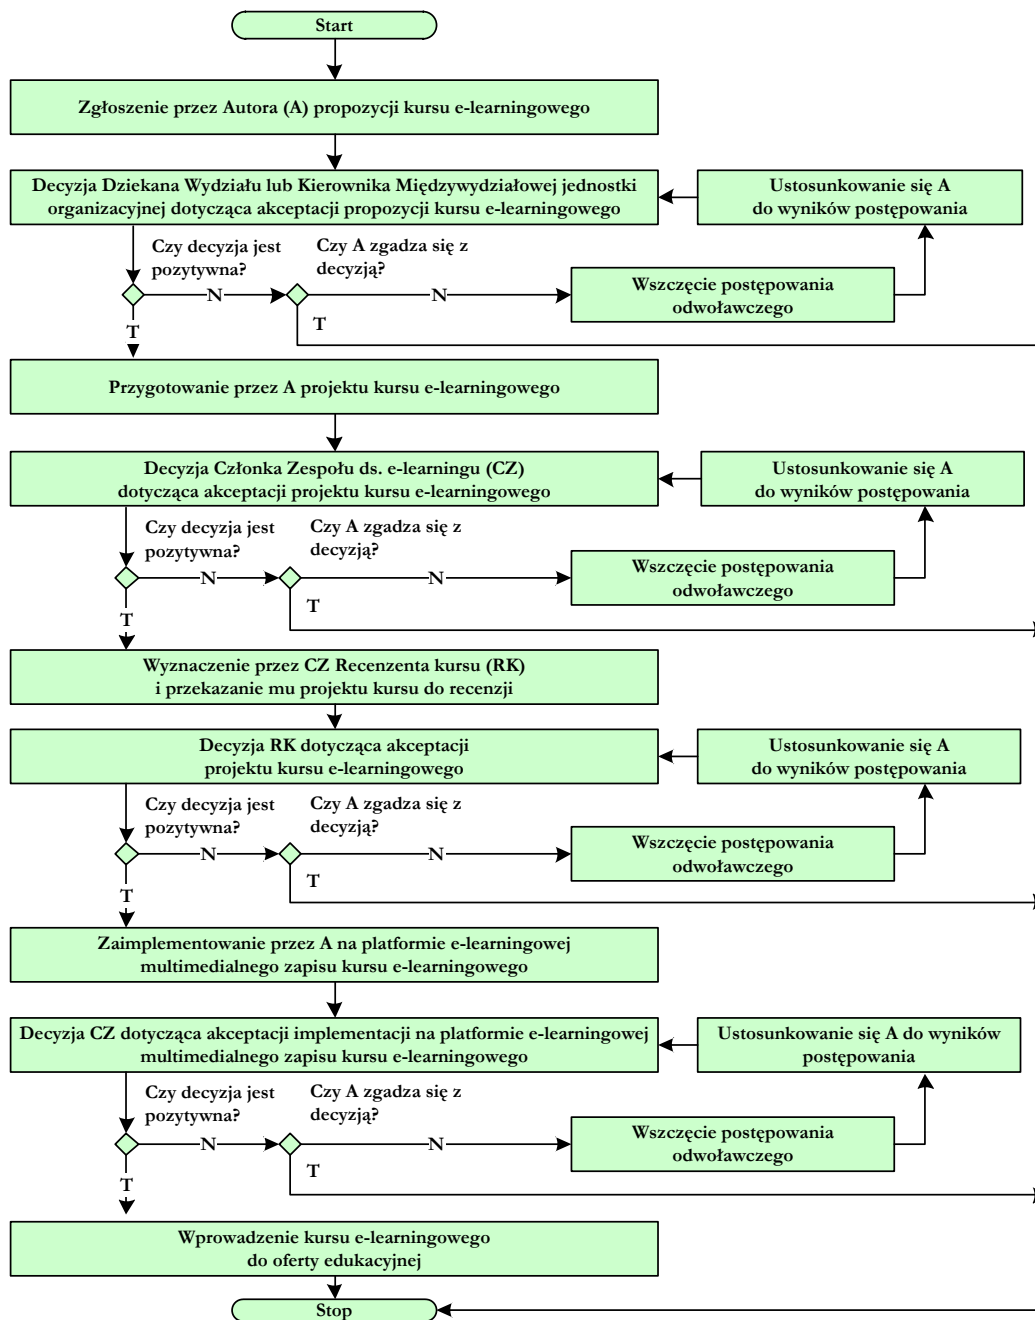 Start
Zgłoszenie przez Autora (A) propozycji kursu e-learningowego
Decyzja Dziekana Wydziału lub Kierownika Międzywydziałowej jednostki
organizacyjnej dotycząca akceptacji propozycji kursu e-learningowego
Ustosunkowanie się A
do wyników postępowania
Czy decyzja jest
pozytywna?
Czy A zgadza się z
decyzją?
N
N
Wszczęcie postępowania
odwoławczego
T
T
Przygotowanie przez A projektu kursu e-learningowego
Decyzja Członka Zespołu ds. e-learningu (CZ)
dotycząca akceptacji projektu kursu e-learningowego
Ustosunkowanie się A
do wyników postępowania
Czy decyzja jest
pozytywna?
Czy A zgadza się z
decyzją?
N
N
Wszczęcie postępowania
odwoławczego
T
T
Wyznaczenie przez CZ Recenzenta kursu (RK)
i przekazanie mu projektu kursu do recenzji
Decyzja RK dotycząca akceptacji
projektu kursu e-learningowego
Ustosunkowanie się A
do wyników postępowania
Czy decyzja jest
pozytywna?
Czy A zgadza się z
decyzją?
N
N
Wszczęcie postępowania
odwoławczego
T
T
Zaimplementowanie przez A na platformie e-learningowej
multimedialnego zapisu kursu e-learningowego
Decyzja CZ dotycząca akceptacji implementacji na platformie e-learningowej
multimedialnego zapisu kursu e-learningowego
Ustosunkowanie się A do wyników
postępowania
Czy decyzja jest
pozytywna?
Czy A zgadza się z
decyzją?
N
N
Wszczęcie postępowania
odwoławczego
T
T
Wprowadzenie kursu e-learningowego
do oferty edukacyjnej
Stop